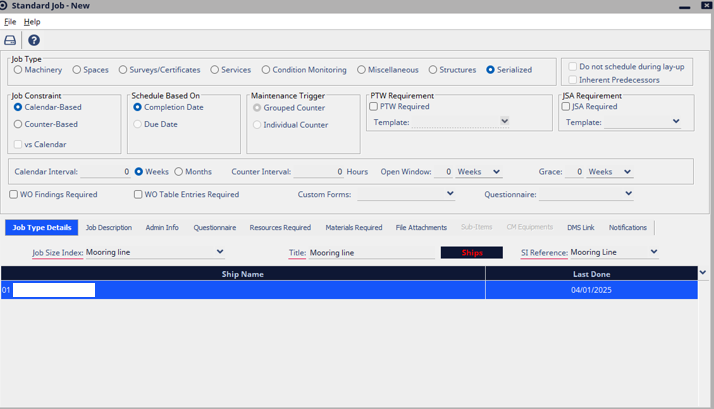 Standard Job - New
File Help
Job Type
Machinery Spaces Surveys/Certificates Services Condition Monitoring Miscellaneous Structures Serialized
Do not schedule during lay-up
Inherent Predecessors
Job Constraint Schedule Based On Maintenance Trigger PTW Requirement JSA Requirement
Calendar-Based Completion Date Grouped Counter PTW Required JSA Required
Counter-Based Due Date Individual Counter Template: Template:
vs Calendar
Calendar Interval: 0 Weeks Months Counter Interval: 0 Hours Open Window: 0 Weeks Grace: 0 Weeks
WO Findings Required WO Table Entries Required Custom Forms: Questionnaire:
Job Type Details Job Description Admin Info Questionnaire Resources Required Materials Required File Attachments Sub-Items CM Equipments DMS Link Notifications
Job Size Index: Mooring line Title: Mooring line Ships SI Reference: Mooring Line
Ship Name Last Done
01 04/01/2025